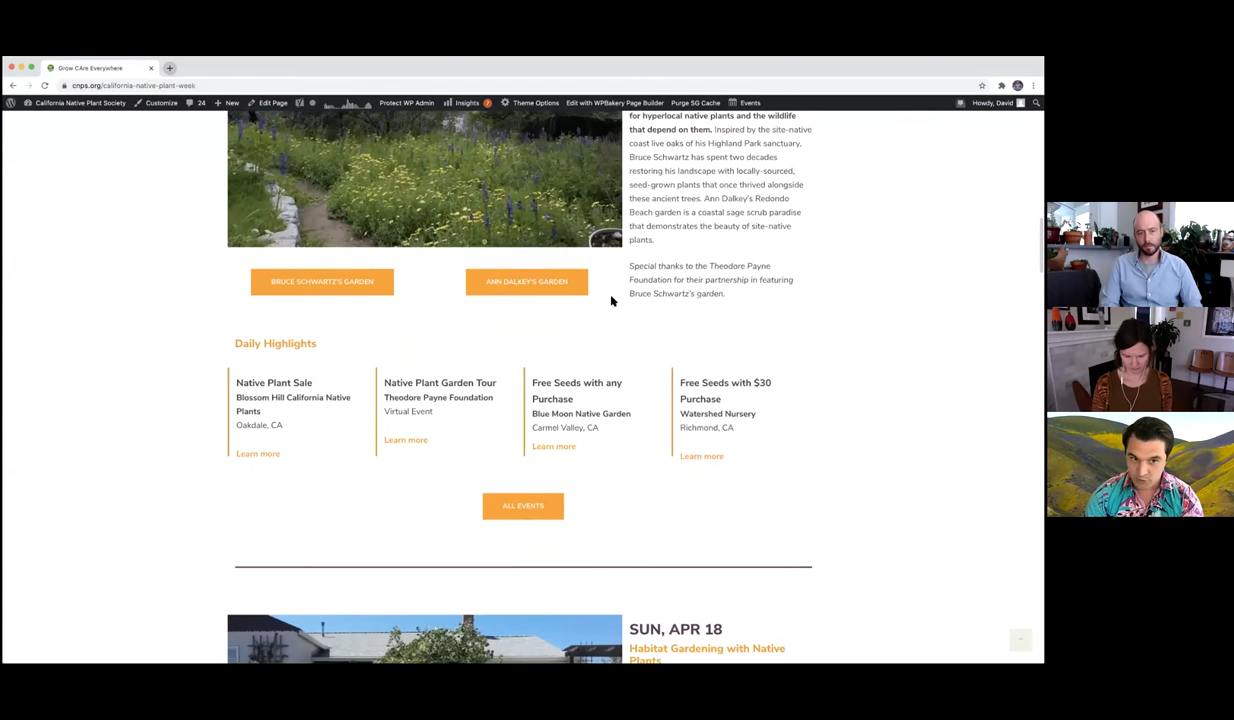 Grow CAre Everywhere
cnps.org/california-native-plant-week
California Native Plant Society
Customize
24
New
Edit Page
Protect WP Admin
Insights
7
Theme Options
Edit with WPBakery Page Builder
Purge SG Cache
Events
Howdy, David
for hyperlocal native plants and the wildlife
that depend on them. Inspired by the site-native
coast live oaks of his Highland Park sanctuary,
Bruce Schwartz has spent two decades
restoring his landscape with locally-sourced,
seed-grown plants that once thrived alongside
these ancient trees. Ann Dalkey's Redondo
Beach garden is a coastal sage scrub paradise
that demonstrates the beauty of site-native
plants.
Special thanks to the Theodore Payne
Foundation for their partnership in featuring
Bruce Schwartz's garden.
BRUCE SCHWARTZ'S GARDEN
ANN DALKEY'S GARDEN
Daily Highlights
Native Plant Sale
Blossom Hill California Native
Plants
Oakdale, CA
Learn more
Native Plant Garden Tour
Theodore Payne Foundation
Virtual Event
Learn more
Free Seeds with any
Purchase
Blue Moon Native Garden
Carmel Valley, CA
Learn more
Free Seeds with $30
Purchase
Watershed Nursery
Richmond, CA
Learn more
ALL EVENTS
SUN, APR 18
Habitat Gardening with Native
Plants